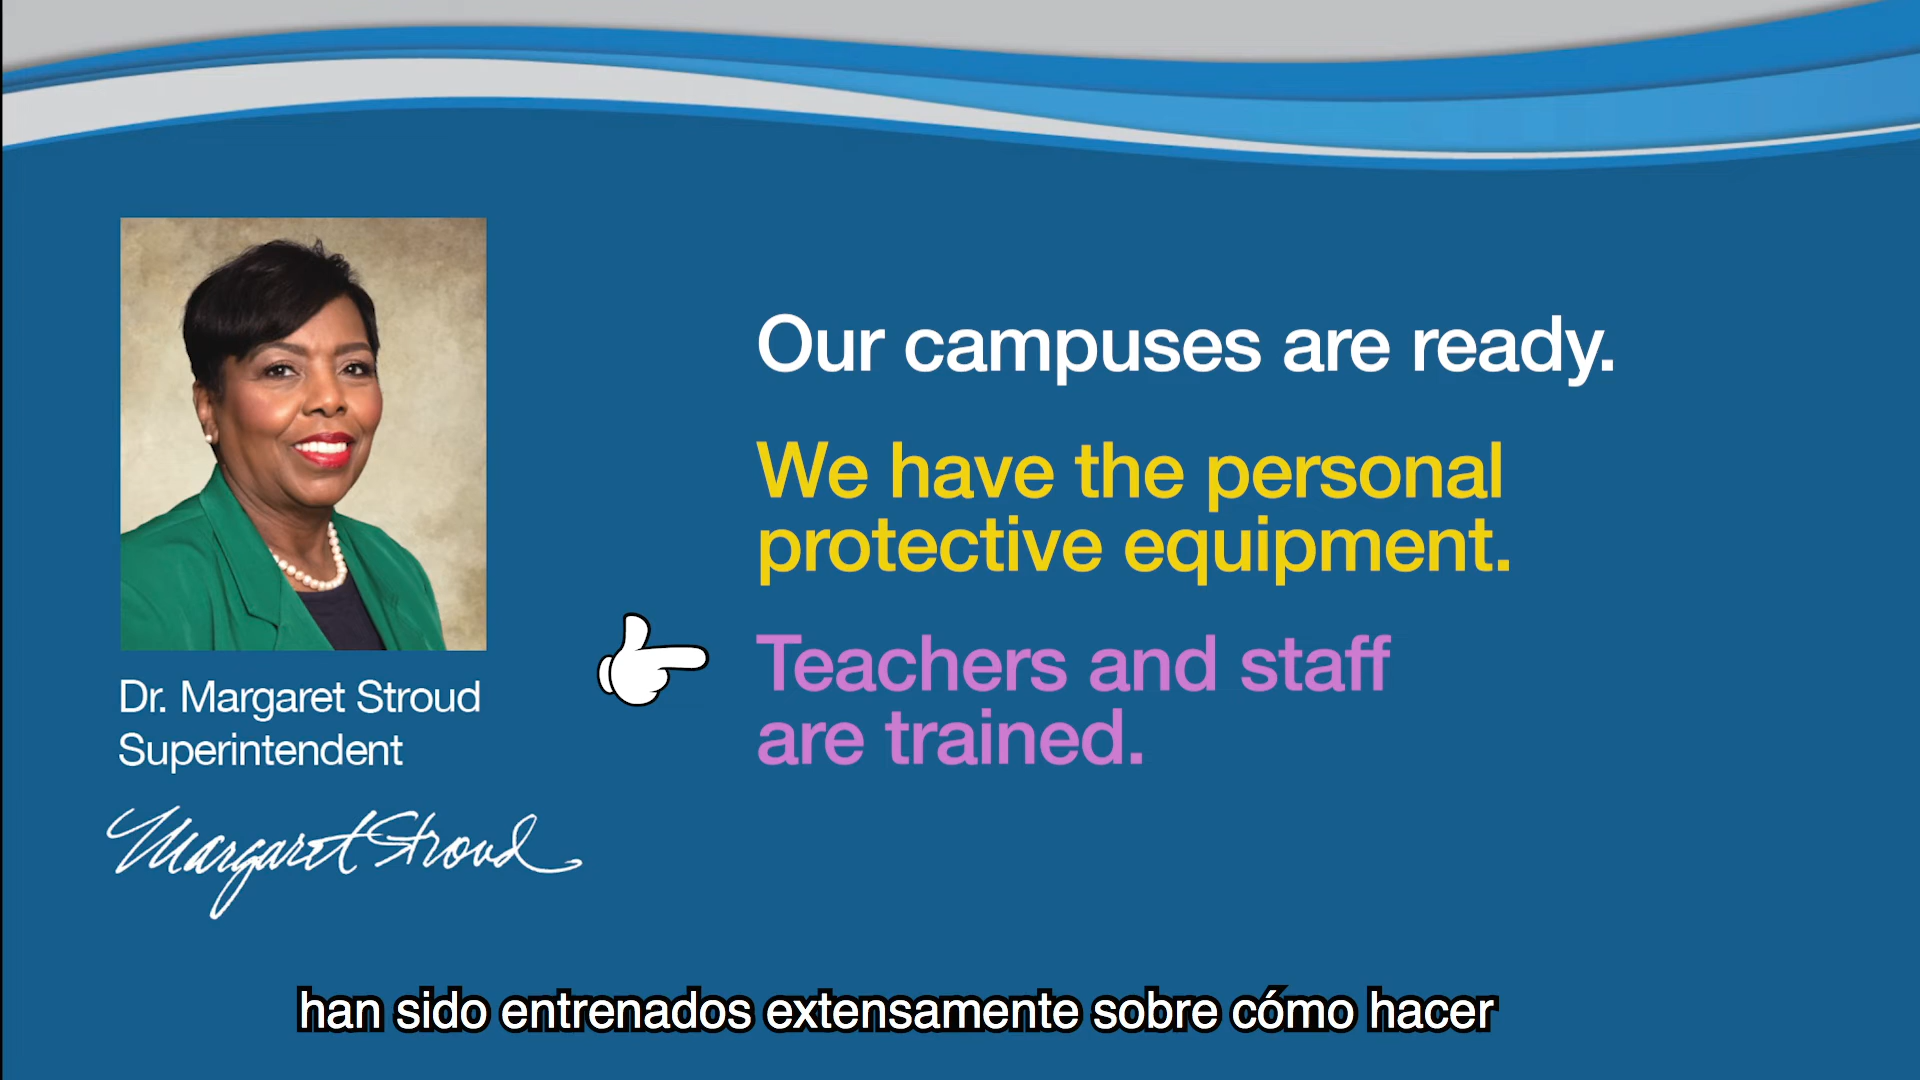 Our campuses are ready.
We have the personal
protective equipment.
Teachers and staff
are trained.
Dr. Margaret Stroud
Superintendent
Margaret Stroud
han sido entrenados extensamente sobre cómo hacer